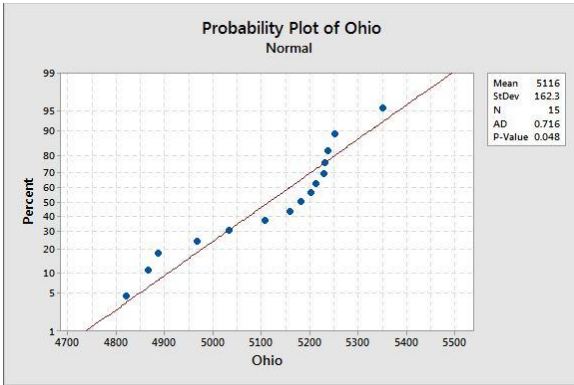 Probability Plot of Ohio
Normal
99
95
90
80
70
60
50
40
30
20
10
5
1
Percent
4700 4800 4900 5000 5100 5200 5300 5400 5500
Ohio
Mean 5116
StDev 162.3
N 15
AD 0.716
P-Value 0.048